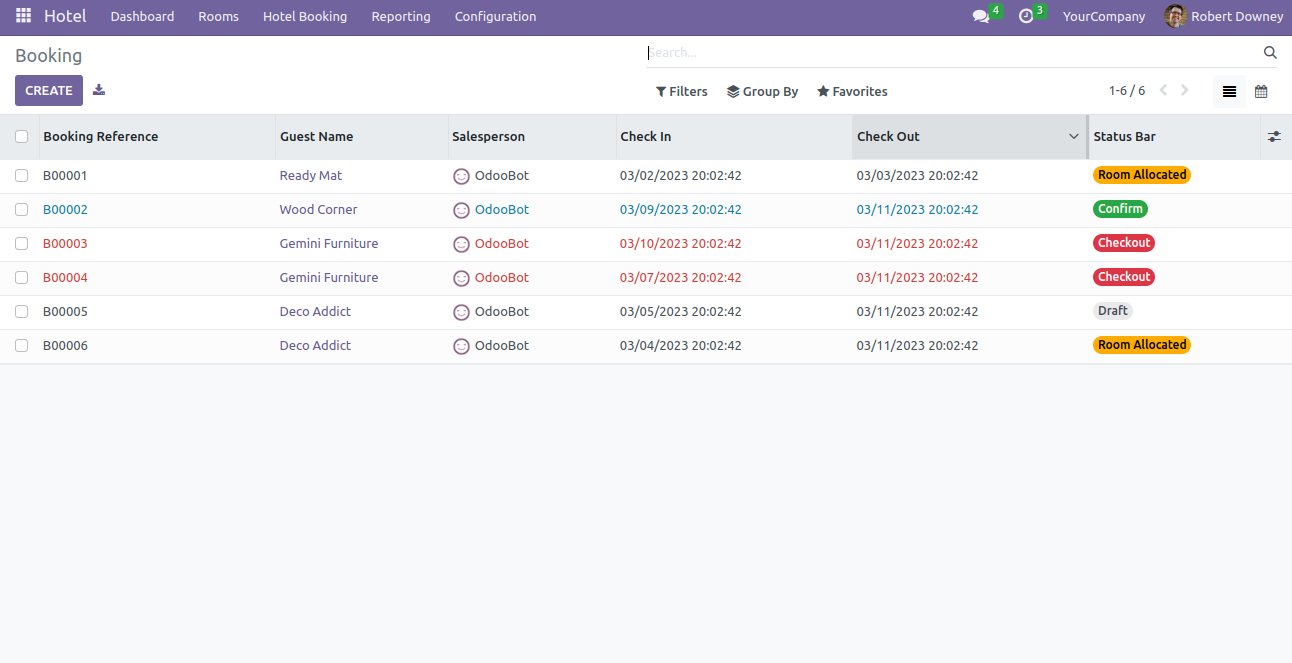 Hotel Dashboard Rooms Hotel Booking Reporting Configuration 4 3 YourCompany Robert Downey
Booking Search...
CREATE Filters Group By Favorites 1-6 / 6
Booking Reference Guest Name Salesperson Check In Check Out Status Bar
B00001 Ready Mat OdooBot 03/02/2023 20:02:42 03/03/2023 20:02:42 Room Allocated
B00002 Wood Corner OdooBot 03/09/2023 20:02:42 03/11/2023 20:02:42 Confirm
B00003 Gemini Furniture OdooBot 03/10/2023 20:02:42 03/11/2023 20:02:42 Checkout
B00004 Gemini Furniture OdooBot 03/07/2023 20:02:42 03/11/2023 20:02:42 Checkout
B00005 Deco Addict OdooBot 03/05/2023 20:02:42 03/11/2023 20:02:42 Draft
B00006 Deco Addict OdooBot 03/04/2023 20:02:42 03/11/2023 20:02:42 Room Allocated